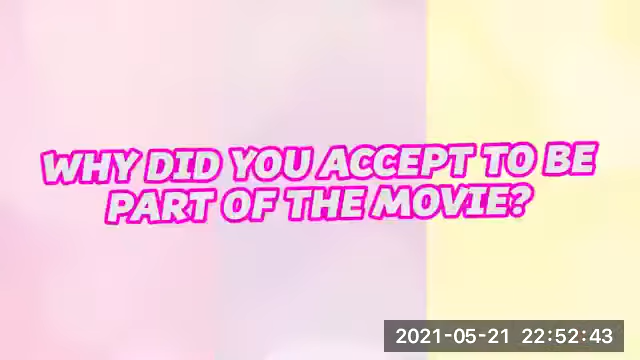 WHY DID YOU ACCEPT TO BE
PART OF THE MOVIE?
2021-05-21 22:52:43